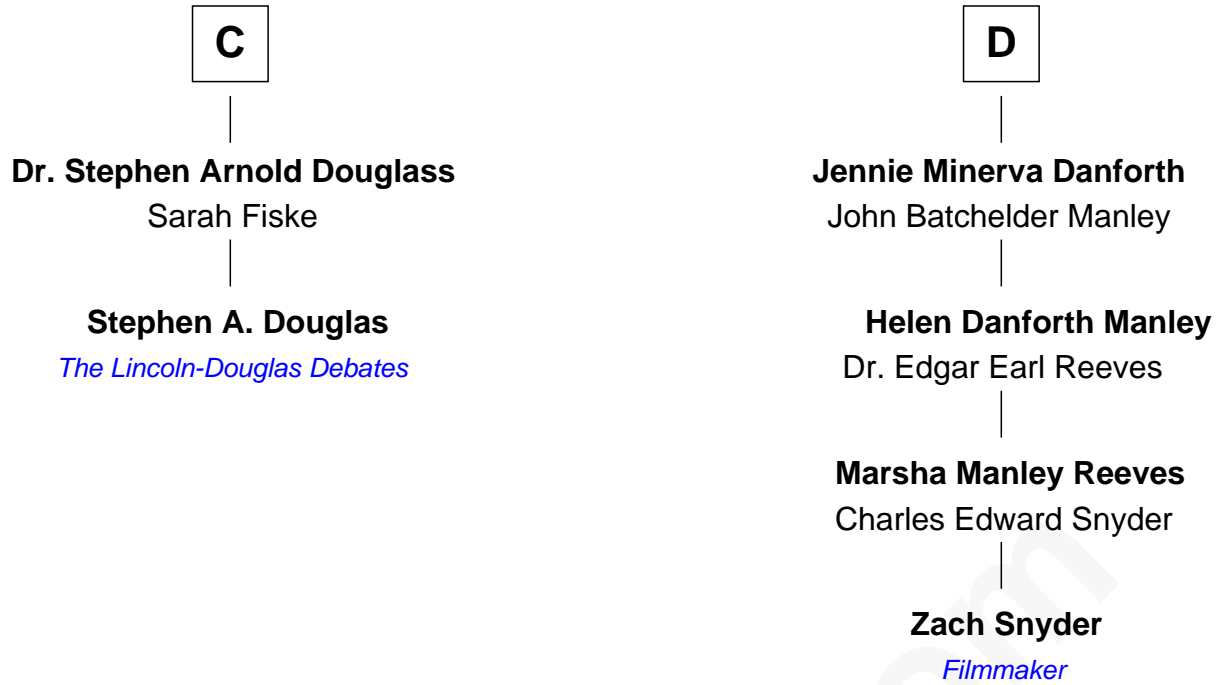 C
Dr. Stephen Arnold Douglass
Sarah Fiske
Stephen A. Douglas
The Lincoln-Douglas Debates
D
Jennie Minerva Danforth
John Batchelder Manley
Helen Danforth Manley
Dr. Edgar Earl Reeves
Marsha Manley Reeves
Charles Edward Snyder
Zach Snyder
Filmmaker